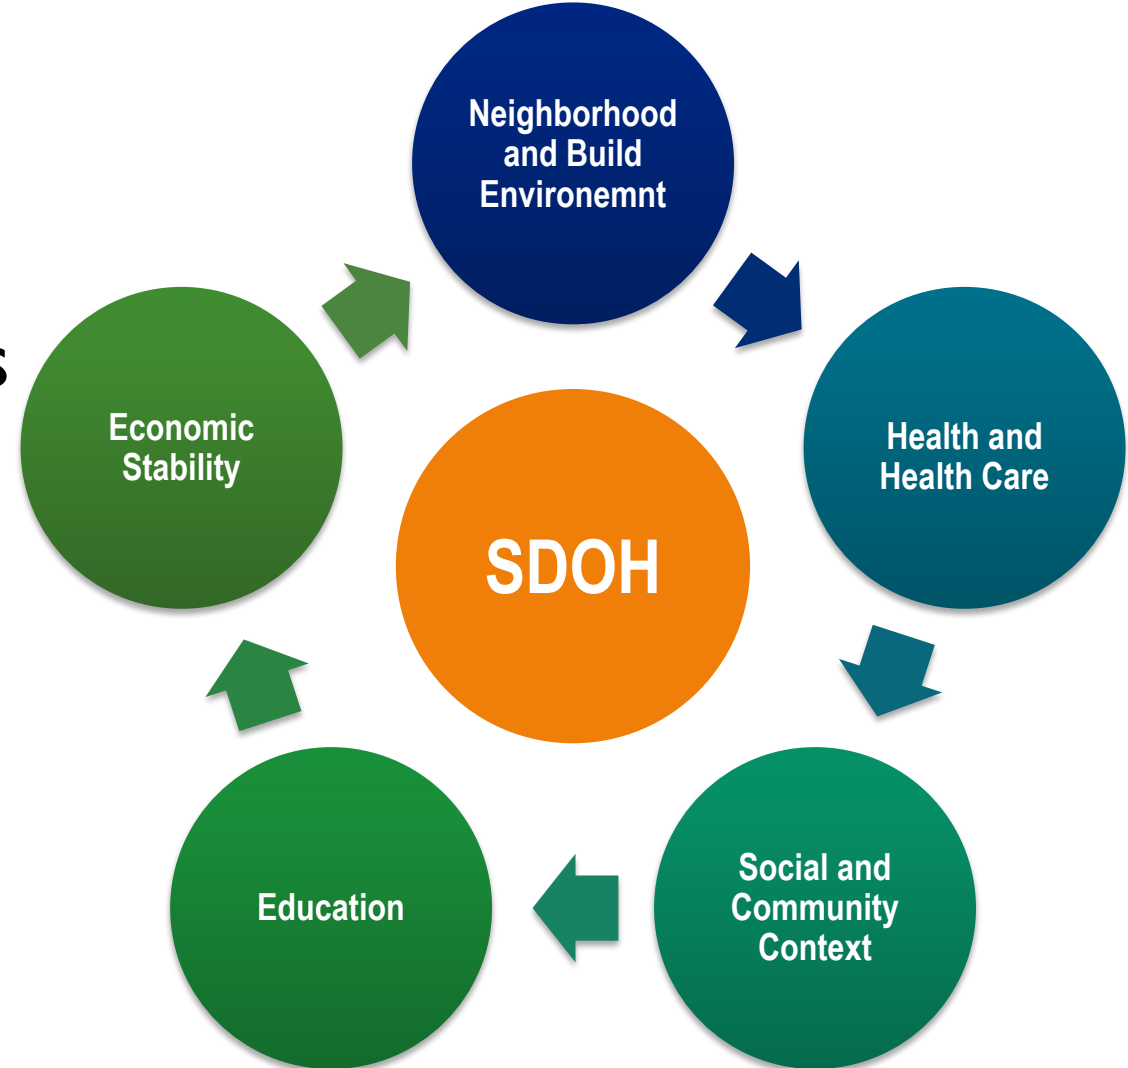 Neighborhood
and Build
Environemnt
s
Economic
Stability
Health and
Health Care
SDOH
Education
Social and
Community
Context